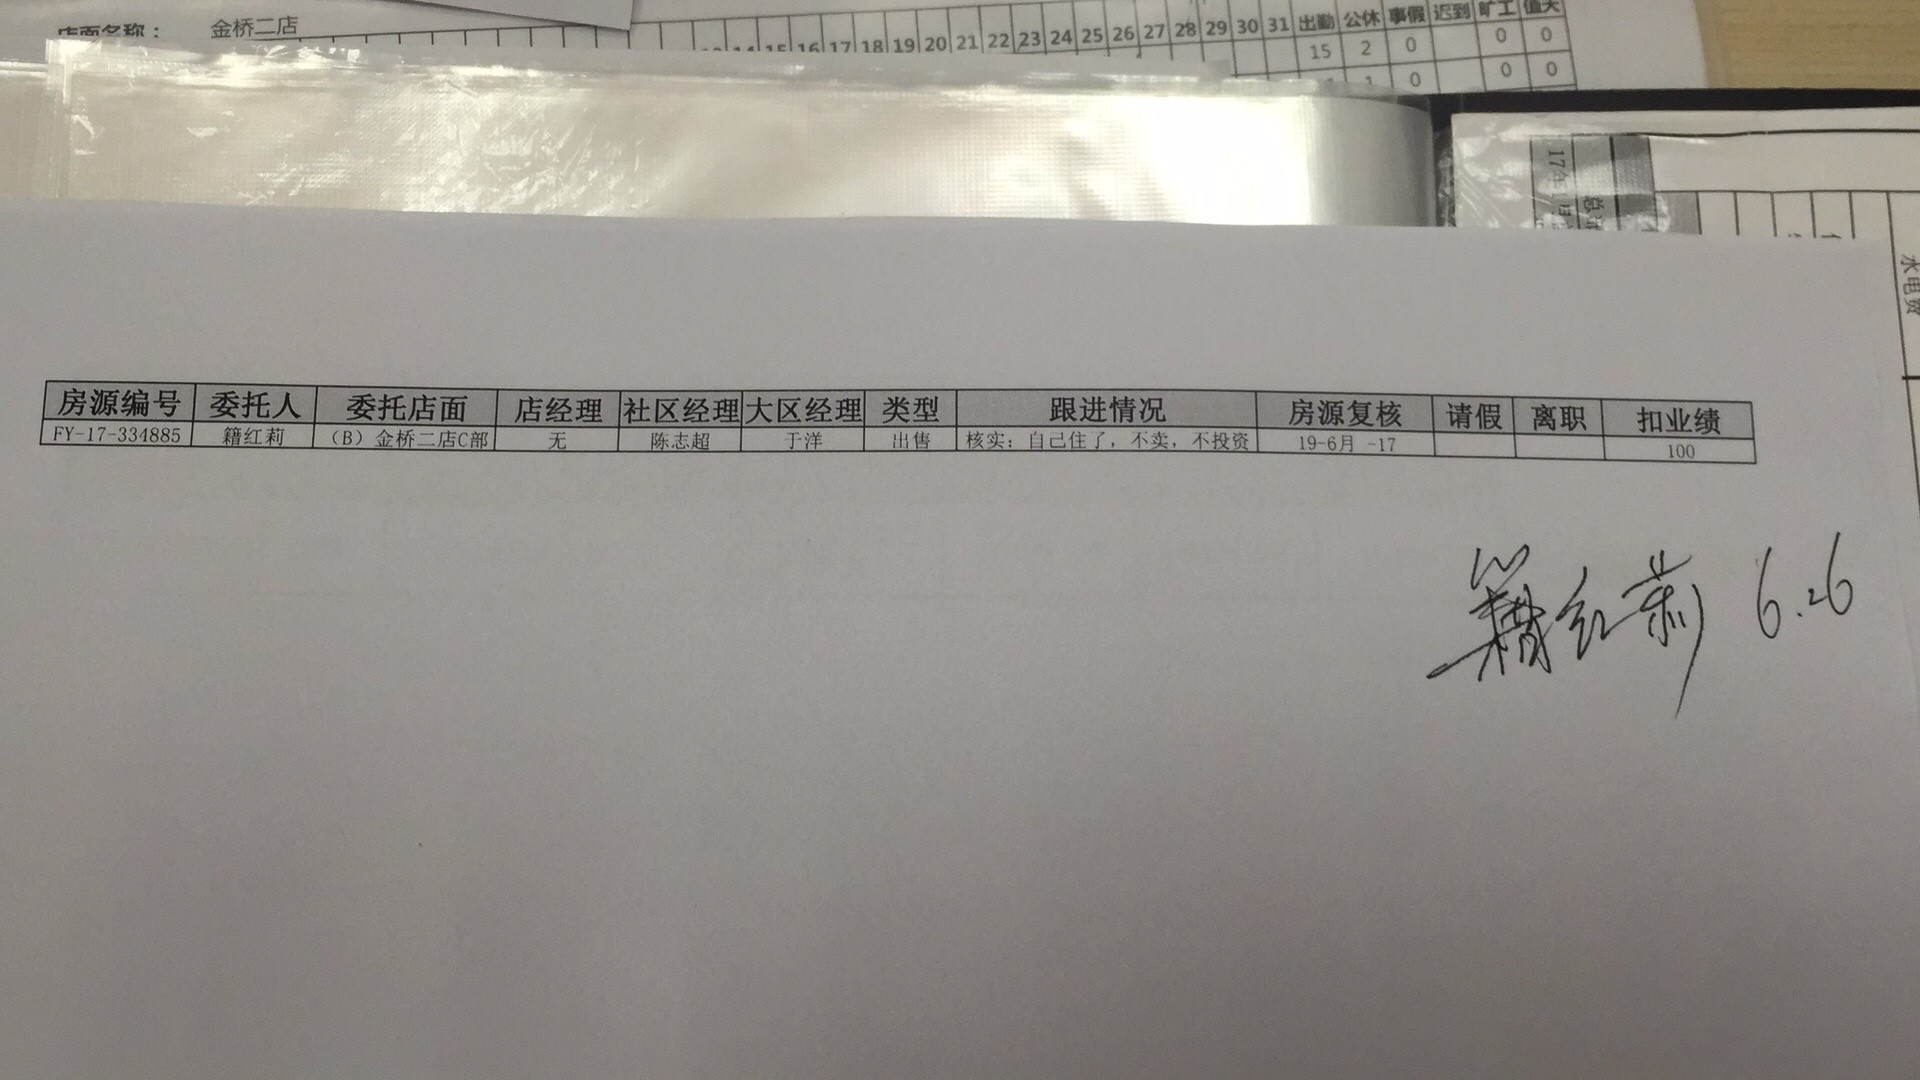 店面名称： 金桥二店
15 16 17 18 19 20 21 22 23 24 25 26 27 28 29 30 31 出勤 公休 事假 迟到 旷工 值大
15 2 0 0 0
1 0 0 0
水电费
房源编号 委托人 委托店面 店经理 社区经理 大区经理 类型 跟进情况 房源复核 请假 离职 扣业绩
FY-17-334885 籍红莉 （B）金桥二店C部 无 陈志超 于洋 出售 核实：自己住了，不卖，不投资 19-6月 -17 100
籍红莉 6.26